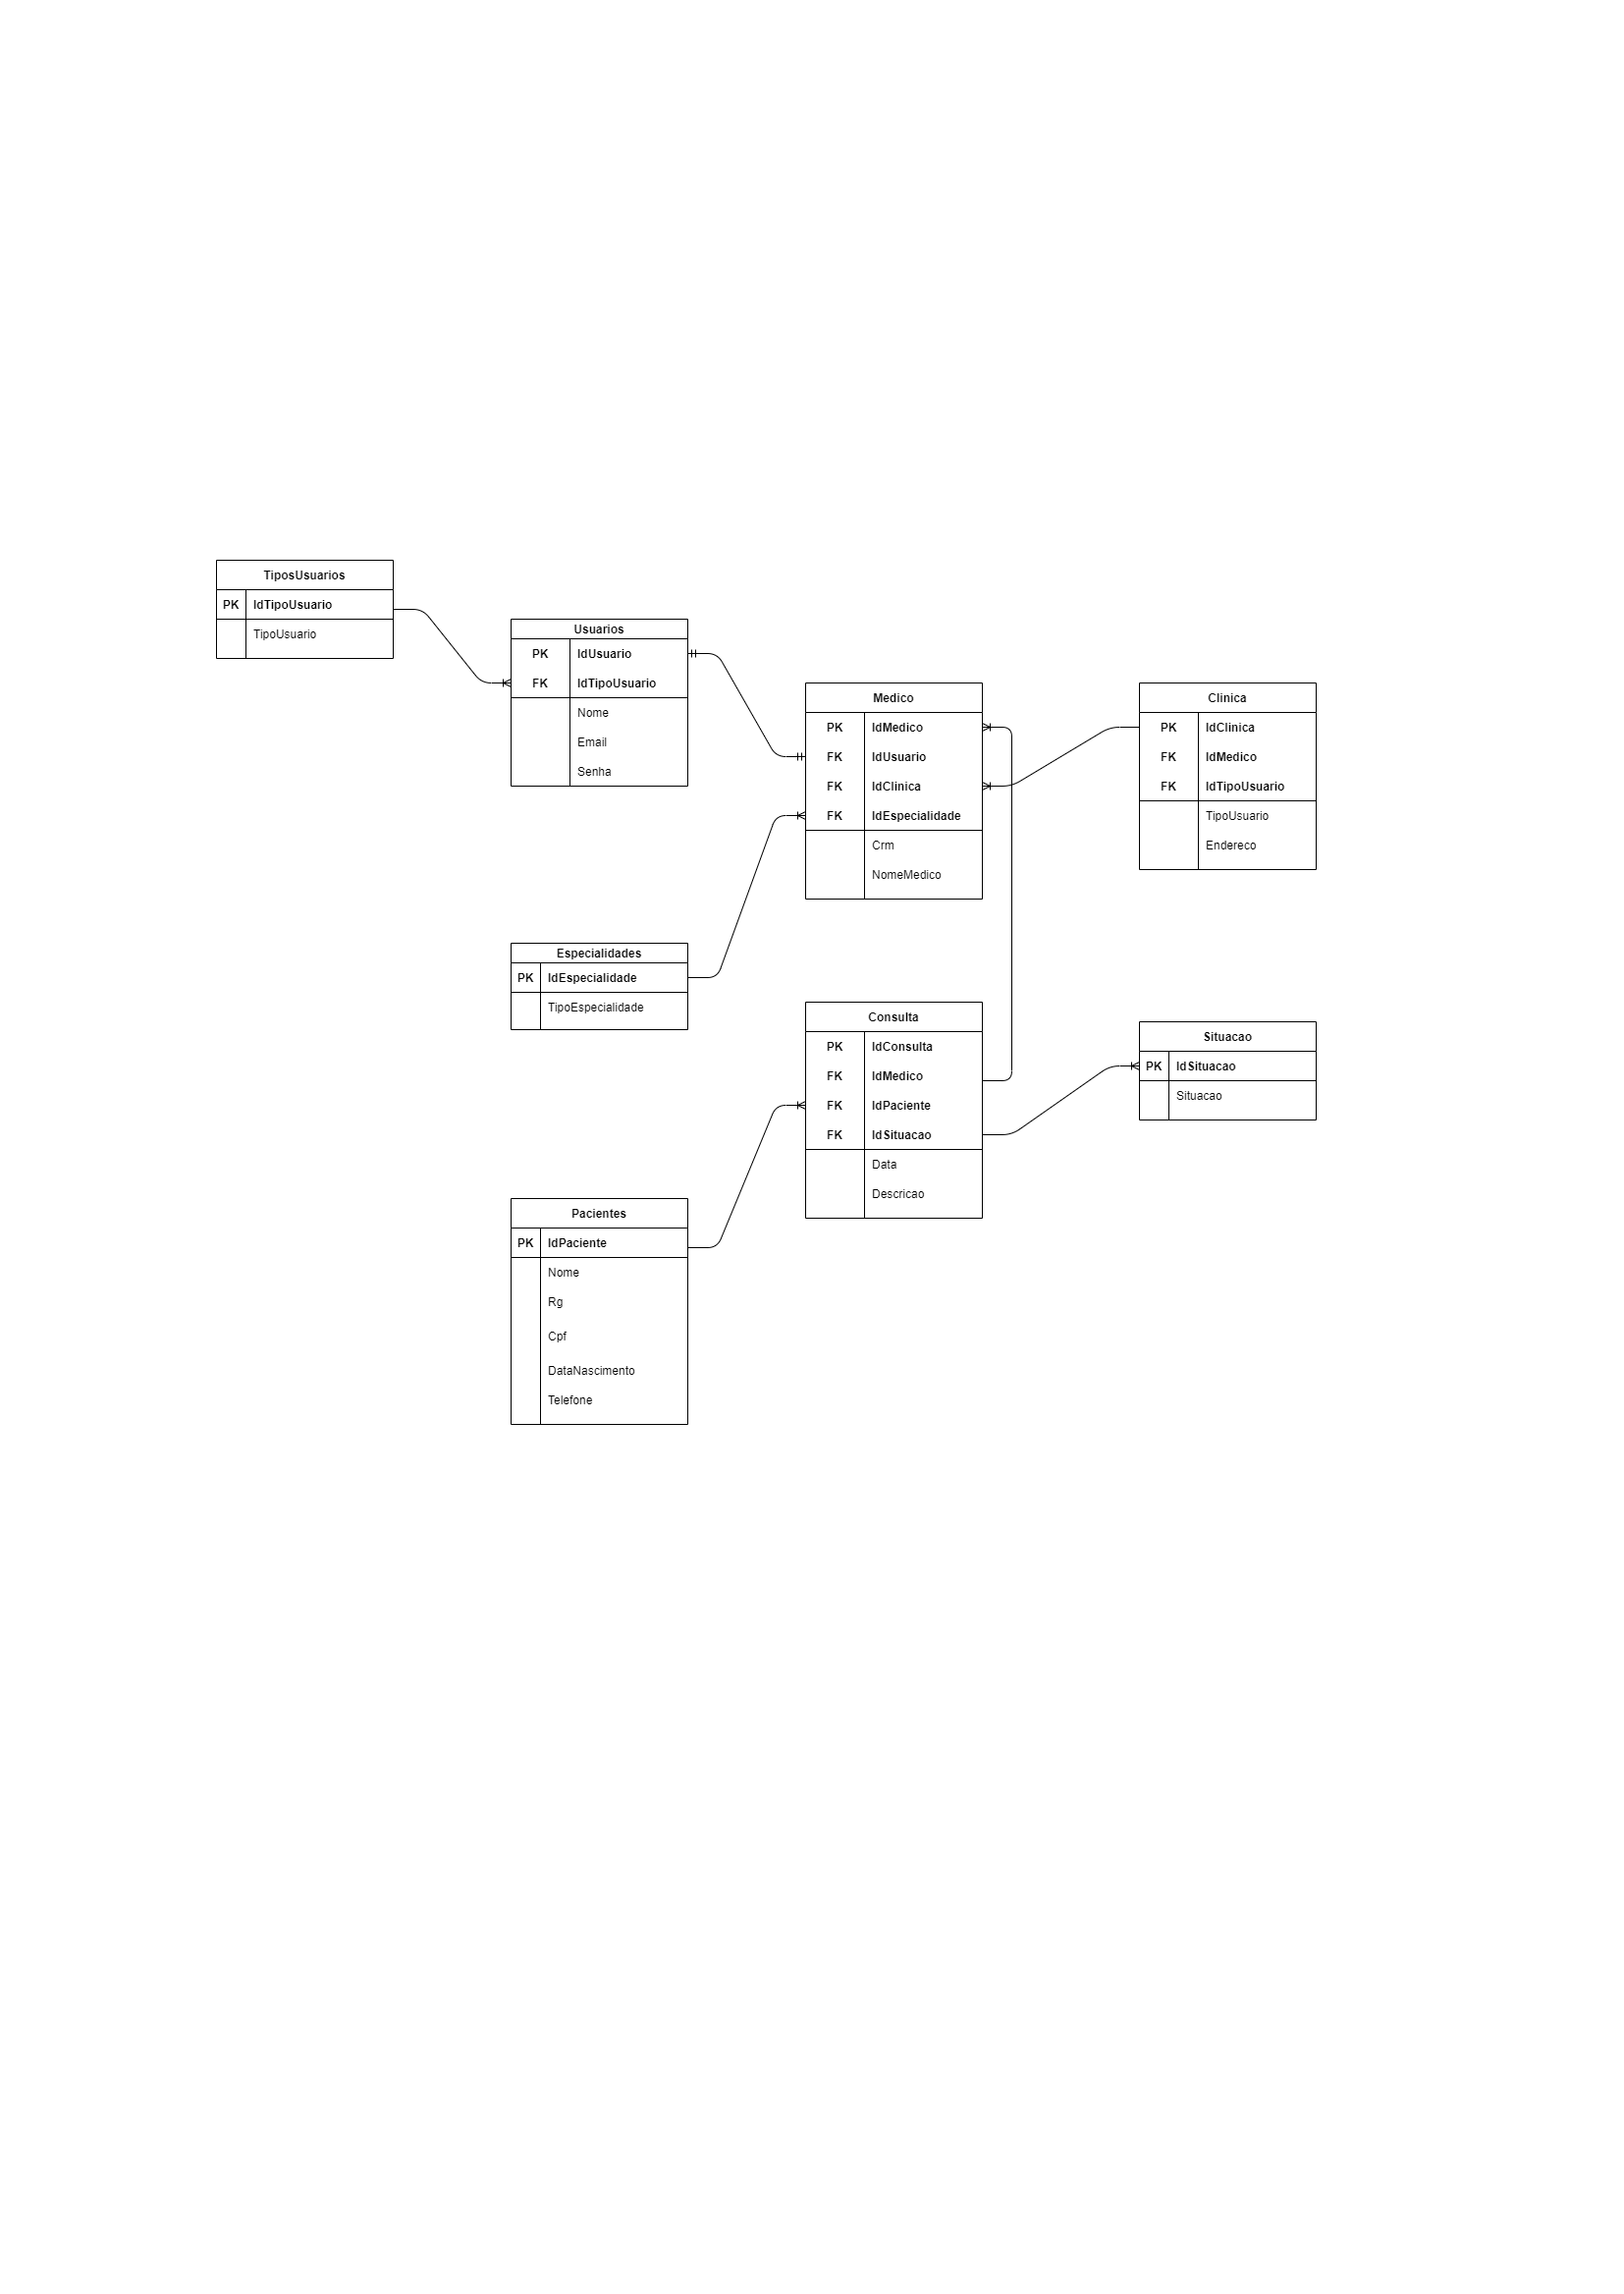 TiposUsuarios
PK IdTipoUsuario
TipoUsuario
Usuarios
PK IdUsuario
FK IdTipoUsuario
Nome
Email
Senha
Medico
PK IdMedico
FK IdUsuario
FK IdClinica
FK IdEspecialidade
Crm
NomeMedico
Clinica
PK IdClinica
FK IdMedico
FK IdTipoUsuario
TipoUsuario
Endereco
Especialidades
PK IdEspecialidade
TipoEspecialidade
Consulta
PK IdConsulta
FK IdMedico
FK IdPaciente
FK IdSituacao
Data
Descricao
Situacao
PK IdSituacao
Situacao
Pacientes
PK IdPaciente
Nome
Rg
Cpf
DataNascimento
Telefone